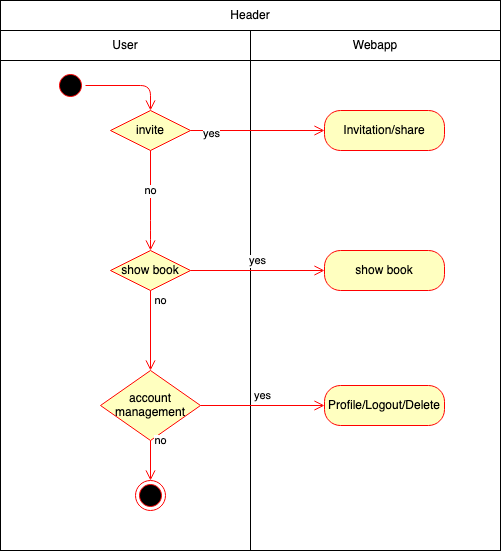 Header
User
Webapp
invite
yes
Invitation/share
no
show book
yes
show book
no
account
management
yes
Profile/Logout/Delete
no